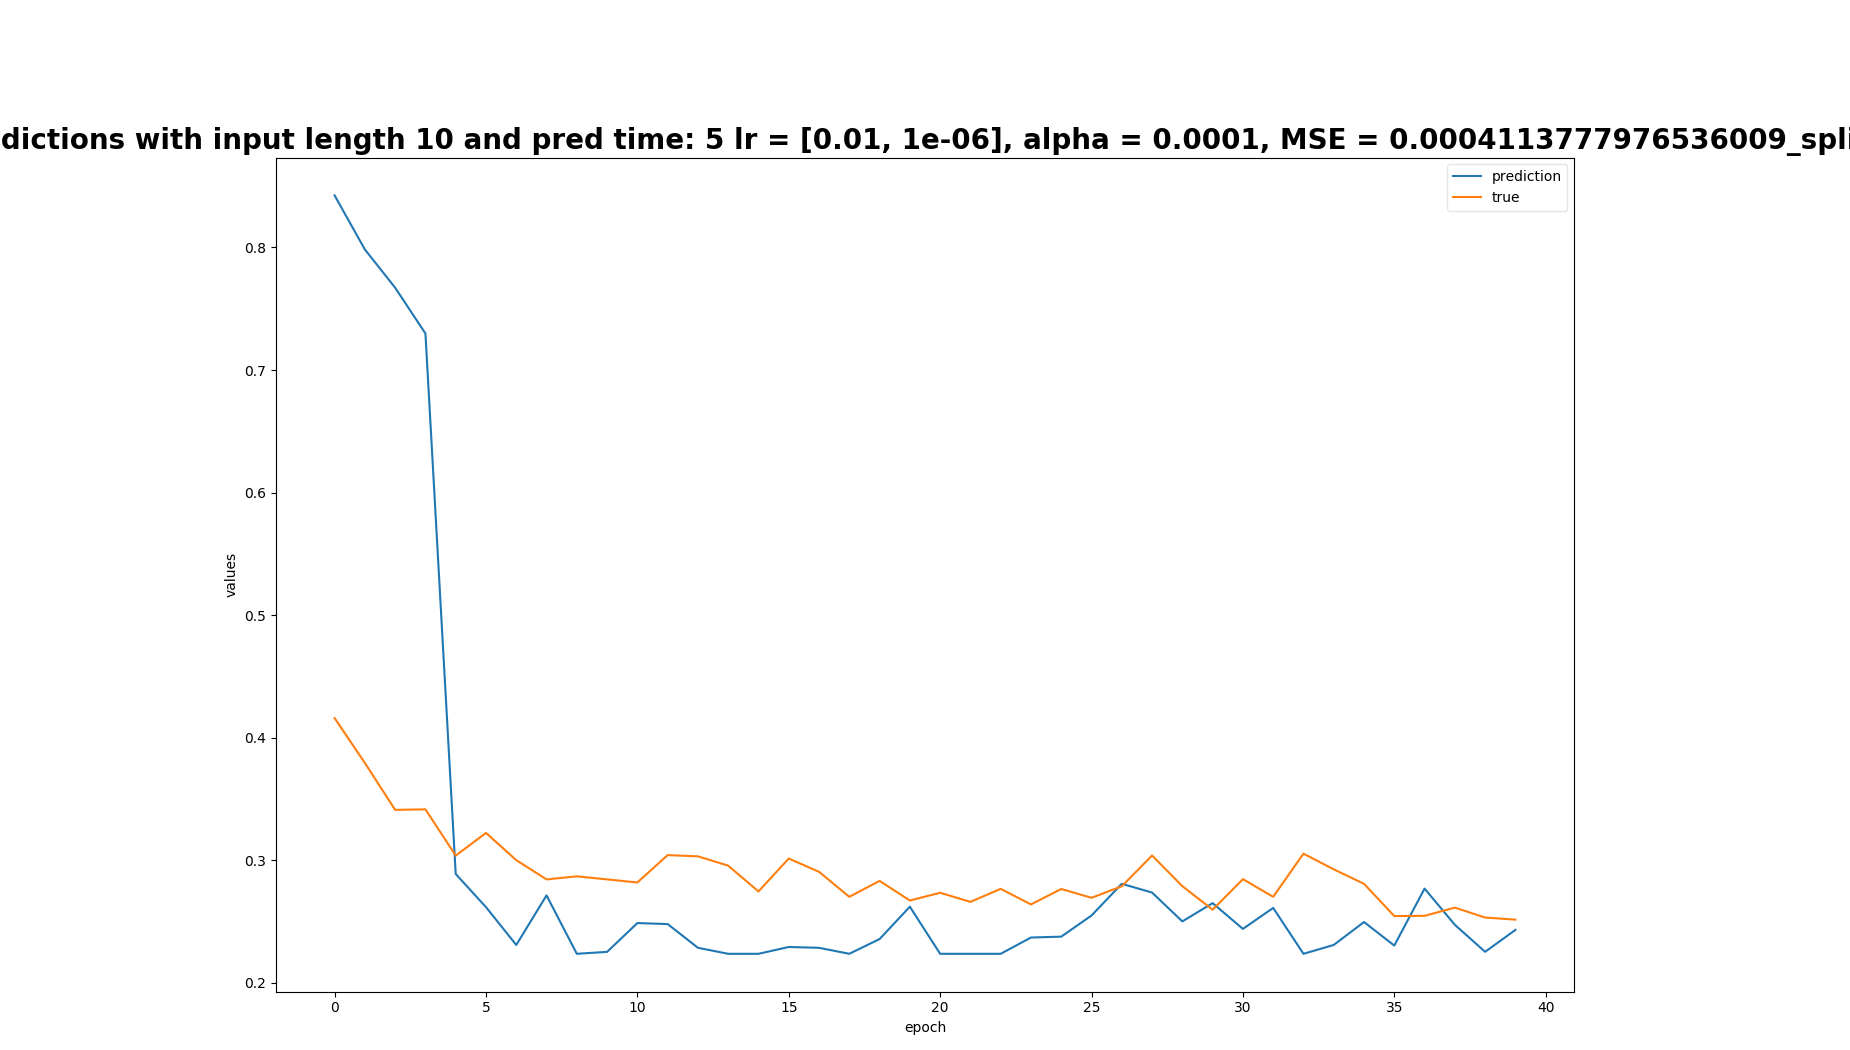 dictions with input length 10 and pred time: 5 lr = [0.01, 1e-06], alpha = 0.0001, MSE = 0.0004113777976536009_spli
prediction
true
0.8
0.7
0.6
0.5
0.4
0.3
0.2
values
0 5 10 15 20 25 30 35 40
epoch